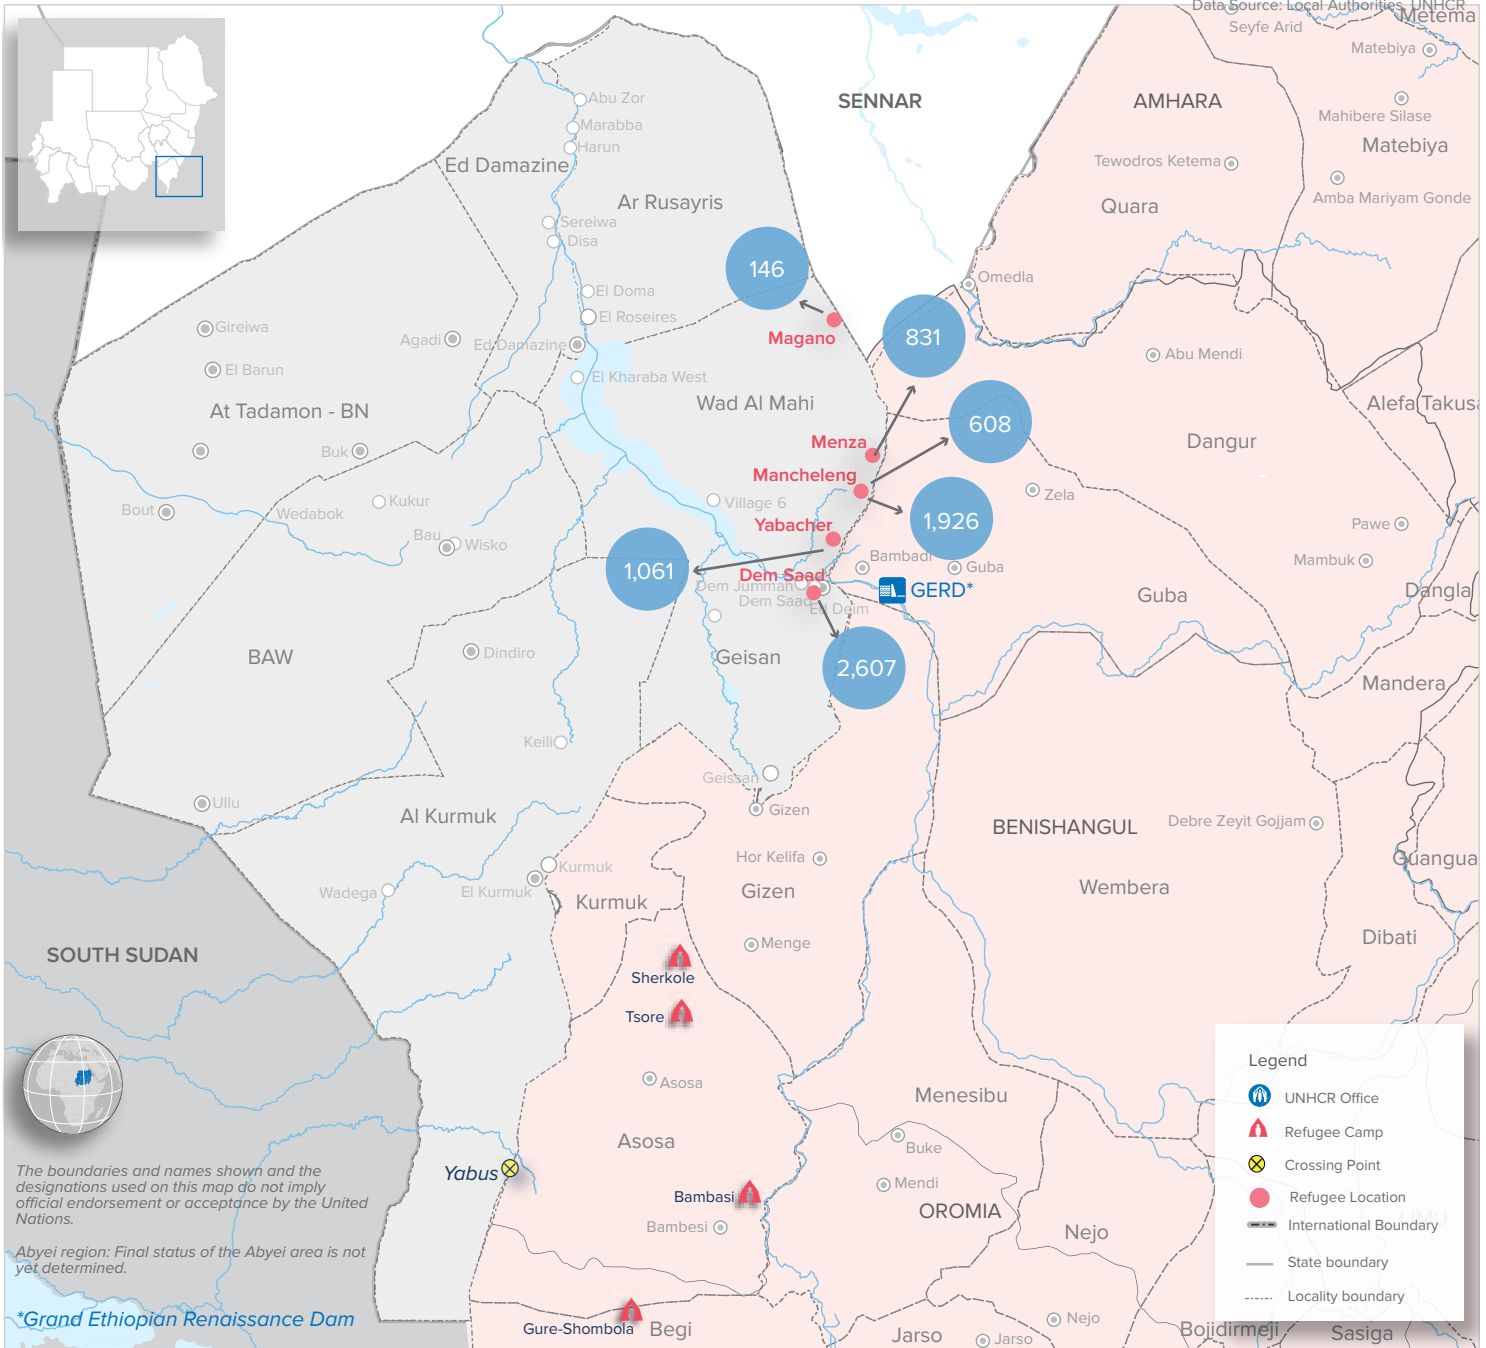 Data Source: Local Authorities, UNHCR
Metema
Seyfe Arid
Matebiya
SENNAR
AMHARA
Abu Zor
Mahibere Silase
Marabba
Matebiya
Harun
Ed Damazine
Tewodros Ketema
Amba Mariyam Gonde
Ar Rusayris
Quara
Sereiwa
Disa
146
Omedla
El Doma
El Roseires
Gireiwa
Magano
831
Agadi
Ed Damazine
Abu Mendi
El Barun
El Kharaba West
At Tadamon - BN
Wad Al Mahi
Alefa Takusa
608
Menza
Dangur
Buk
Mancheleng
Zela
Kukur
Village 6
Bout
Wedabok
1,926
Pawe
Yabacher
Bau
Wisko
Bambadi
Guba
Mambuk
1,061
Dem Saad
Dem Jummah
GERD*
Dangla
Dem Saad
Ed Deim
Guba
BAW
Dindiro
Geisan
2,607
Mandera
Keili
Geissan
Ullu
Gizen
Al Kurmuk
BENISHANGUL
Debre Zeyit Gojjam
Hor Kelifa
Guangua
Kurmuk
Wadega
El Kurmuk
Kurmuk
Gizen
Wembera
Menge
Dibati
SOUTH SUDAN
Sherkole
Tsore
Asosa
Menesibu
Asosa
Buke
Yabus
Mendi
Bambasi
OROMIA
Bambesi
Nejo
Gure-Shombola
Begi
Jarso
Jarso
Nejo
Bojidirmeji
Sasiga
Legend
UNHCR Office
Refugee Camp
Crossing Point
Refugee Location
International Boundary
State boundary
Locality boundary
The boundaries and names shown and the
designations used on this map do not imply
official endorsement or acceptance by the United
Nations.
Abyei region: Final status of the Abyei area is not
yet determined.
*Grand Ethiopian Renaissance Dam